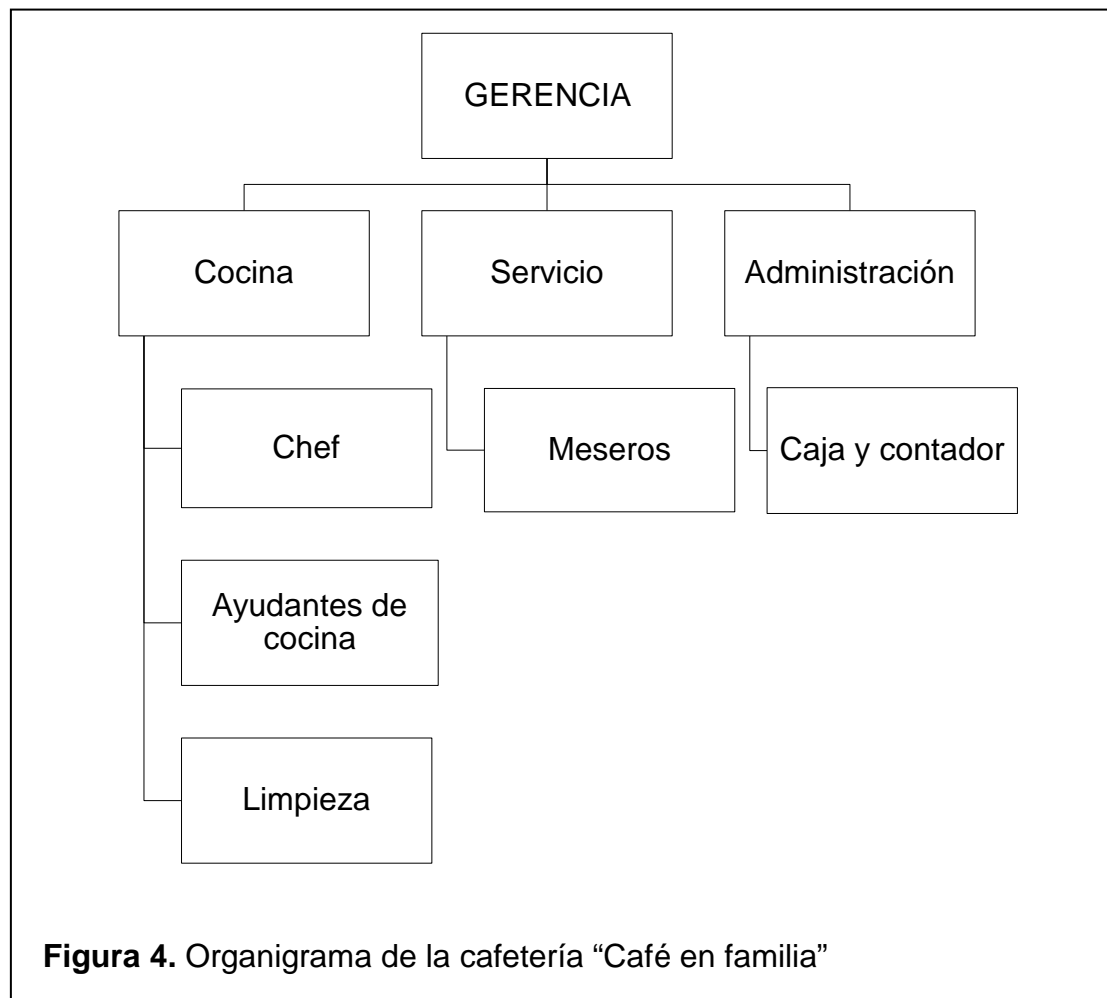 GERENCIA
Cocina
Servicio
Administración
Chef
Meseros
Caja y contador
Ayudantes de
cocina
Limpieza
Figura 4. Organigrama de la cafetería “Café en familia”